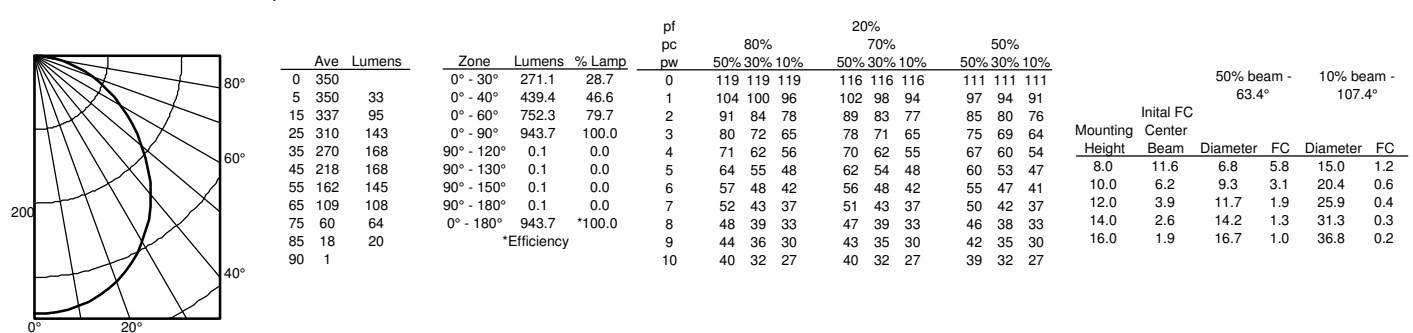 80°
60°
40°
200
0° 20°
Ave Lumens
0 350
5 350 33
15 337 95
25 310 143
35 270 168
45 218 168
55 162 145
65 109 108
75 60 64
85 18 20
90 1
Zone Lumens % Lamp
0° - 30° 271.1 28.7
0° - 40° 439.4 46.6
0° - 60° 752.3 79.7
0° - 90° 943.7 100.0
90° - 120° 0.1 0.0
90° - 130° 0.1 0.0
90° - 150° 0.1 0.0
90° - 180° 0.1 0.0
0° - 180° 943.7 *100.0
*Efficiency
pf 20%
pc 80% 70% 50%
pw 50% 30% 10% 50% 30% 10% 50% 30% 10%
0 119 119 119 116 116 116 111 111 111
1 104 100 96 102 98 94 97 94 91
2 91 84 78 89 83 77 85 80 76
3 80 72 65 78 71 65 75 69 64
4 71 62 56 70 62 55 67 60 54
5 64 55 48 62 54 48 60 53 47
6 57 48 42 56 48 42 55 47 41
7 52 43 37 51 43 37 50 42 37
8 48 39 33 47 39 33 46 38 33
9 44 36 30 43 35 30 42 35 30
10 40 32 27 40 32 27 39 32 27
50% beam - 10% beam -
63.4° 107.4°
Inital FC
Mounting Center
Height Beam Diameter FC Diameter FC
8.0 11.6 6.8 5.8 15.0 1.2
10.0 6.2 9.3 3.1 20.4 0.6
12.0 3.9 11.7 1.9 25.9 0.4
14.0 2.6 14.2 1.3 31.3 0.3
16.0 1.9 16.7 1.0 36.8 0.2